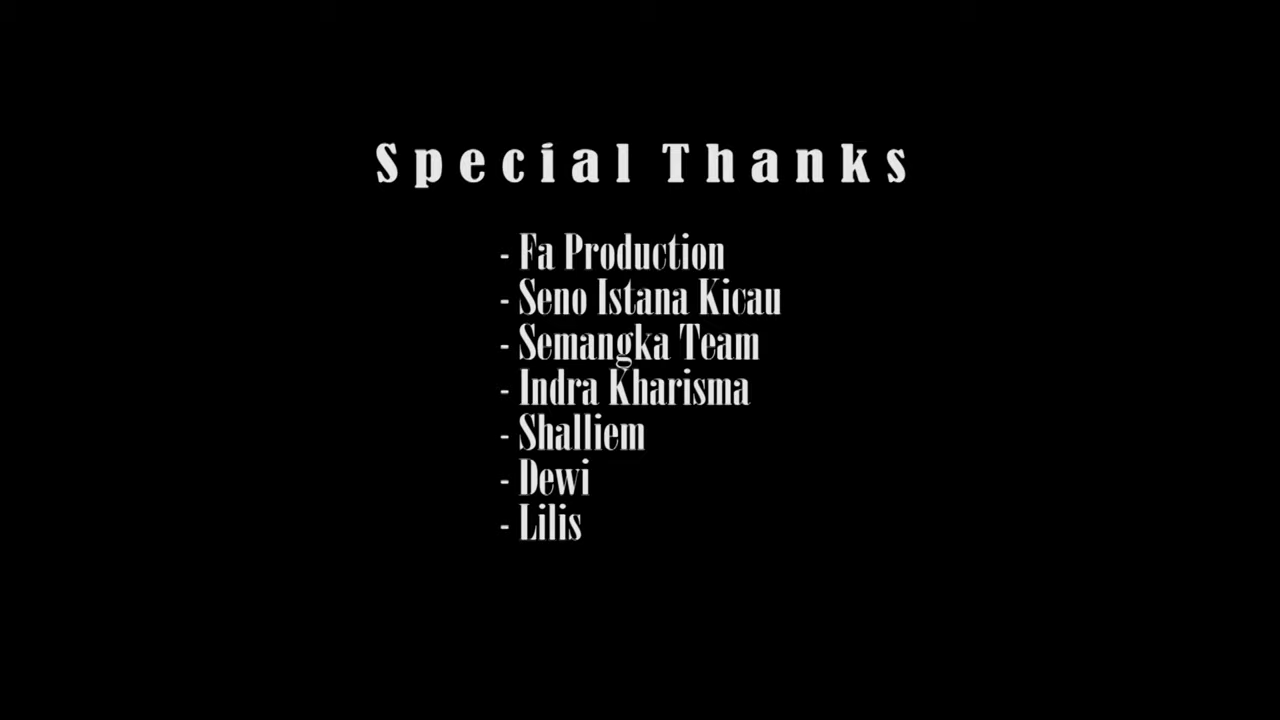 Special Thanks
- Fa Production
- Seno Istana Kicau
- Semangka Team
- Indra Kharisma
- Shalliem
- Dewi
- Lilis